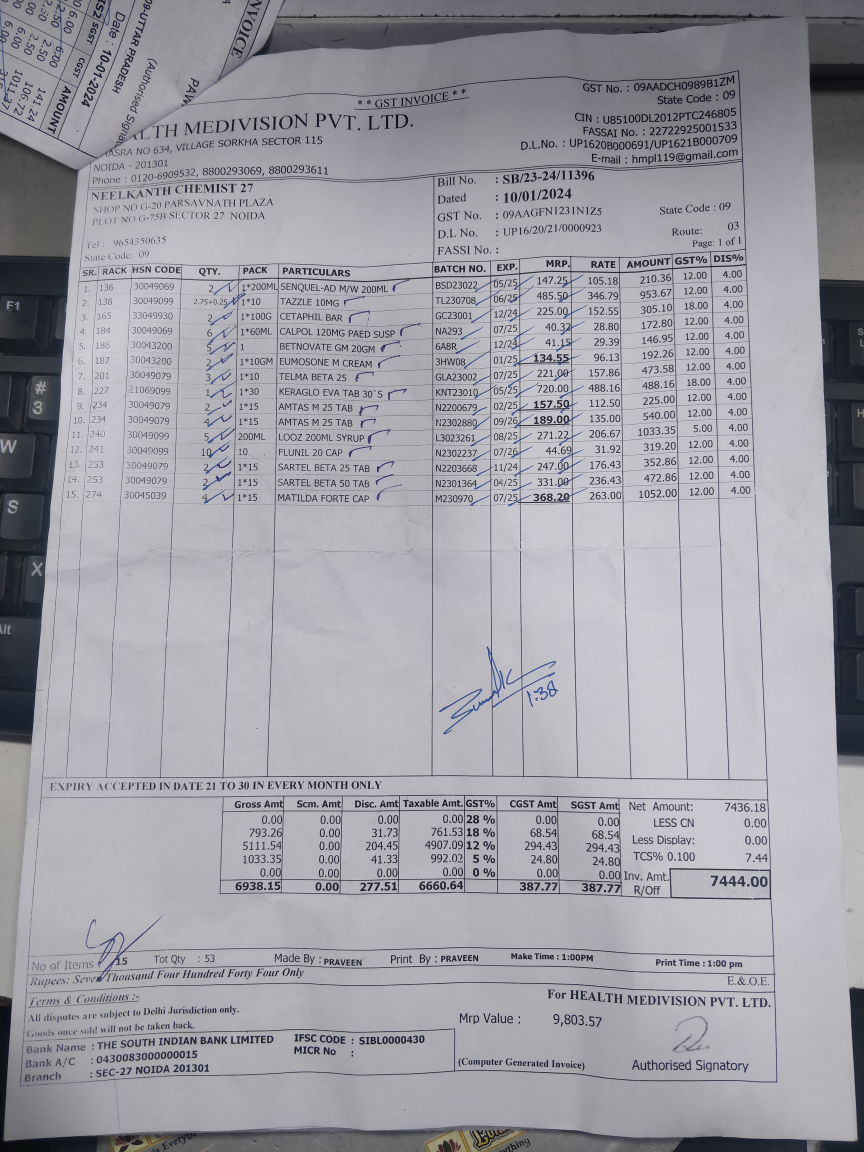 INVOICE
09-UTTAR PRADESH
Date : 10-01-2024
(Authorised Signa
SGST
CGST
AMOUNT
141.24
106.72
1011.37
6.00
2.50
6.00
** GST INVOICE **
GST No. : 09AADCH0989B1ZM
State Code : 09
ALTH MEDIVISION PVT. LTD.
CIN : U85100DL2012PTC246805
ASRA NO 634, VILLAGE SORKHA SECTOR 115
FASSAI No. : 22722925001533
NOIDA - 201301
D.L.No. : UP1620B000691/UP1621B000709
Phone : 0120-6909532, 8800293069, 8800293611
E-mail : hmpl119@gmail.com
NEELKANTH CHEMIST 27
SHOP NO G-20 PARSAVNATH PLAZA
PLOT NO G-75B SECTOR 27 NOIDA
Tel : 9654350635
State Code: 09
Bill No. : SB/23-24/11396
Dated : 10/01/2024
GST No. : 09AAGFN1231N1Z5 State Code : 09
D.L No. : UP16/20/21/0000923 Route: 03
FASSI No. : Page: 1 of 1
SR. RACK HSN CODE QTY. PACK PARTICULARS BATCH NO. EXP. MRP. RATE AMOUNT GST% DIS%
1. 136 30049069 2 1*200ML SENQUEL-AD M/W 200ML BSD23022 05/25 147.25 105.18 210.36 12.00 4.00
2. 138 30049099 2.75+0.25 1*10 TAZZLE 10MG TL230708 06/25 485.50 346.79 953.67 12.00 4.00
3. 165 33049930 2 1*100G CETAPHIL BAR GC23001 12/24 225.00 152.55 305.10 18.00 4.00
4. 184 30049069 6 1*60ML CALPOL 120MG PAED SUSP NA293 07/25 40.32 28.80 172.80 12.00 4.00
5. 186 30043200 5 1 BETNOVATE GM 20GM 6A8R 12/24 41.15 29.39 146.95 12.00 4.00
6. 187 30043200 2 1*10GM EUMOSONE M CREAM 3HW08 01/25 134.55 96.13 192.26 12.00 4.00
7. 201 30049079 3 1*10 TELMA BETA 25 GLA23002 07/25 221.00 157.86 473.58 12.00 4.00
8. 227 21069099 1 1*30 KERAGLO EVA TAB 30`S KNT23010 05/25 720.00 488.16 488.16 18.00 4.00
9. 234 30049079 2 1*15 AMTAS M 25 TAB N2200679 02/25 157.50 112.50 225.00 12.00 4.00
10. 234 30049079 4 1*15 AMTAS M 25 TAB N2302880 09/26 189.00 135.00 540.00 12.00 4.00
11. 240 30049099 5 200ML LOOZ 200ML SYRUP L3023261 08/25 271.22 206.67 1033.35 5.00 4.00
12. 241 30049099 10 10 FLUNIL 20 CAP N2302237 07/26 44.69 31.92 319.20 12.00 4.00
13. 253 30049079 2 1*15 SARTEL BETA 25 TAB N2203668 11/24 247.00 176.43 352.86 12.00 4.00
14. 253 30049079 2 1*15 SARTEL BETA 50 TAB N2301364 04/25 331.00 236.43 472.86 12.00 4.00
15. 274 30045039 4 1*15 MATILDA FORTE CAP M230970 07/25 368.20 263.00 1052.00 12.00 4.00
1:38
EXPIRY ACCEPTED IN DATE 21 TO 30 IN EVERY MONTH ONLY
Gross Amt Scm. Amt Disc. Amt Taxable Amt. GST% CGST Amt SGST Amt
0.00 0.00 0.00 0.00 28 % 0.00 0.00
793.26 0.00 31.73 761.53 18 % 68.54 68.54
5111.54 0.00 204.45 4907.09 12 % 294.43 294.43
1033.35 0.00 41.33 992.02 5 % 24.80 24.80
0.00 0.00 0.00 0.00 0 % 0.00 0.00
6938.15 0.00 277.51 6660.64 387.77 387.77
Net Amount: 7436.18
LESS CN 0.00
Less Display: 0.00
TCS% 0.100 7.44
Inv. Amt. 7444.00
R/Off
No of Items : 15 Tot Qty : 53 Made By : PRAVEEN Print By : PRAVEEN Make Time : 1:00PM Print Time : 1:00 pm
Rupees: Seven Thousand Four Hundred Forty Four Only E.&O.E.
Terms & Conditions :-
All disputes are subject to Delhi Jurisdiction only.
Goods once sold will not be taken back.
For HEALTH MEDIVISION PVT. LTD.
Mrp Value : 9,803.57
Bank Name : THE SOUTH INDIAN BANK LIMITED IFSC CODE : SIBL0000430
Bank A/C : 0430083000000015 MICR No :
Branch : SEC-27 NOIDA 201301
(Computer Generated Invoice)
Authorised Signatory
F1
#
3
W
S
X
Alt